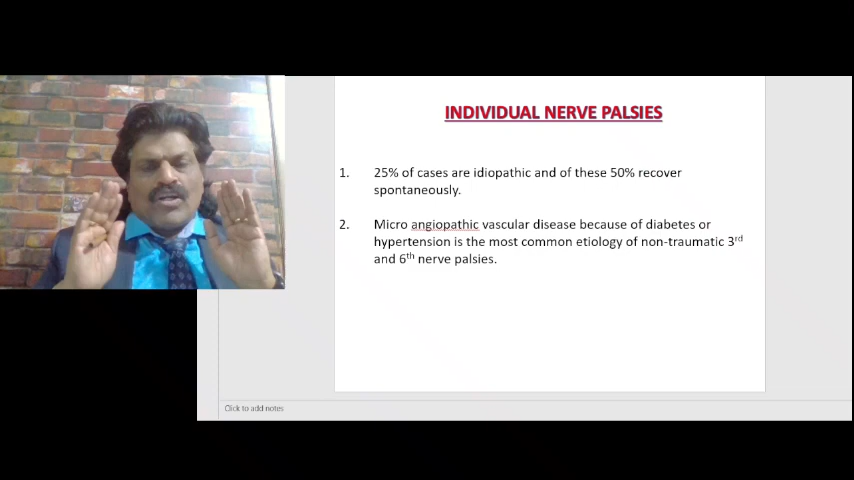 INDIVIDUAL NERVE PALSIES
1. 25% of cases are idiopathic and of these 50% recover
spontaneously.
2. Micro angiopathic vascular disease because of diabetes or
hypertension is the most common etiology of non-traumatic 3rd
and 6th nerve palsies.
Click to add notes